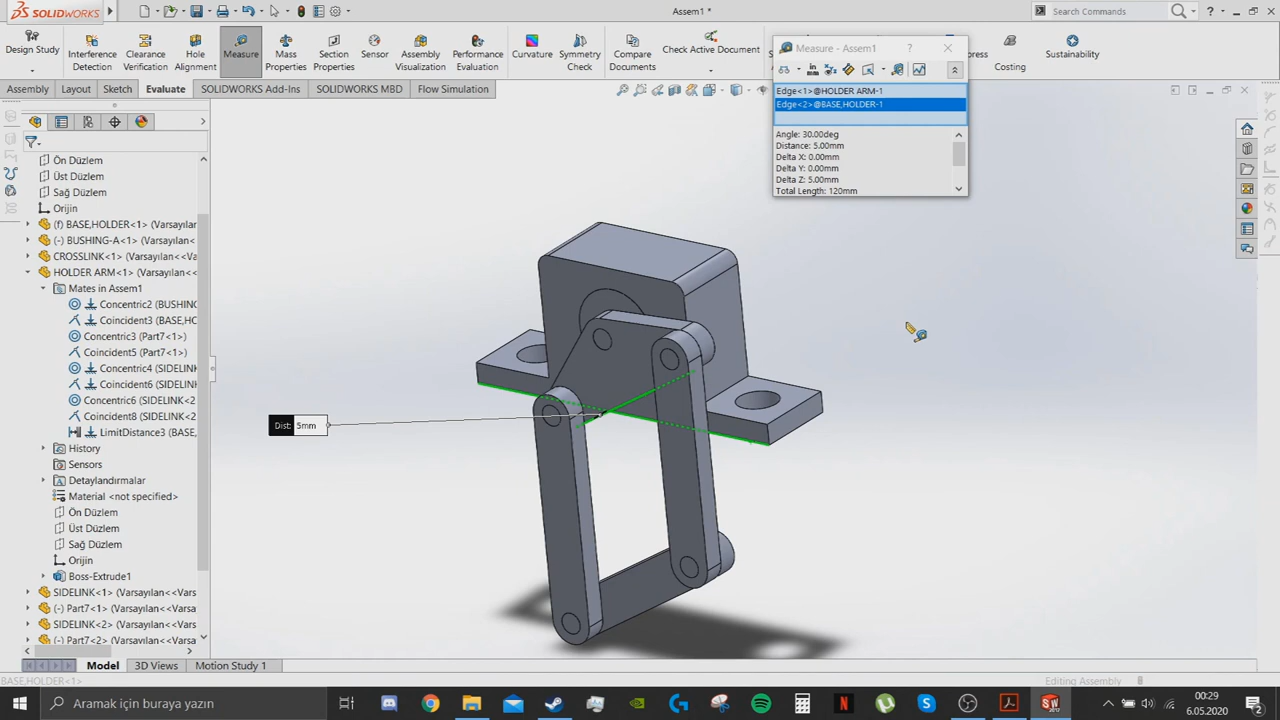 SOLIDWORKS
Assem1 *
Search Commands
Design Study
Interference Detection
Clearance Verification
Hole Alignment
Measure
Mass Properties
Section Properties
Sensor
Assembly Visualization
Performance Evaluation
Curvature
Symmetry Check
Compare Documents
Check Active Document
Costing
Sustainability
Assembly
Layout
Sketch
Evaluate
SOLIDWORKS Add-Ins
SOLIDWORKS MBD
Flow Simulation
Measure - Assem1
Edge<1>@HOLDER ARM-1
Edge<2>@BASE,HOLDER-1
Angle: 30.00deg
Distance: 5.00mm
Delta X: 0.00mm
Delta Y: 0.00mm
Delta Z: 5.00mm
Total Length: 120mm
Ön Düzlem
Üst Düzlem
Sağ Düzlem
Orijin
(f) BASE,HOLDER<1> (Varsayılan
(-) BUSHING-A<1> (Varsayılan<
CROSSLINK<1> (Varsayılan<<Va
HOLDER ARM<1> (Varsayılan<<
Mates in Assem1
Concentric2 (BUSHING
Coincident3 (BASE,HO
Concentric3 (Part7<1>)
Coincident5 (Part7<1>)
Concentric4 (SIDELINK
Coincident6 (SIDELINK
Concentric6 (SIDELINK
Coincident8 (SIDELINK
LimitDistance3 (BASE,
History
Sensors
Detaylandırmalar
Material <not specified>
Ön Düzlem
Üst Düzlem
Sağ Düzlem
Orijin
Boss-Extrude1
SIDELINK<1> (Varsayılan<<Vars
(-) Part7<1> (Varsayılan<<Varsa
SIDELINK<2> (Varsayılan<<Vars
(-) Part7<2> (Varsayılan<<Varsa
Dist: 5mm
Model
3D Views
Motion Study 1
BASE,HOLDER<1>
Editing Assembly
Aramak için buraya yazın
00:29
6.05.2020